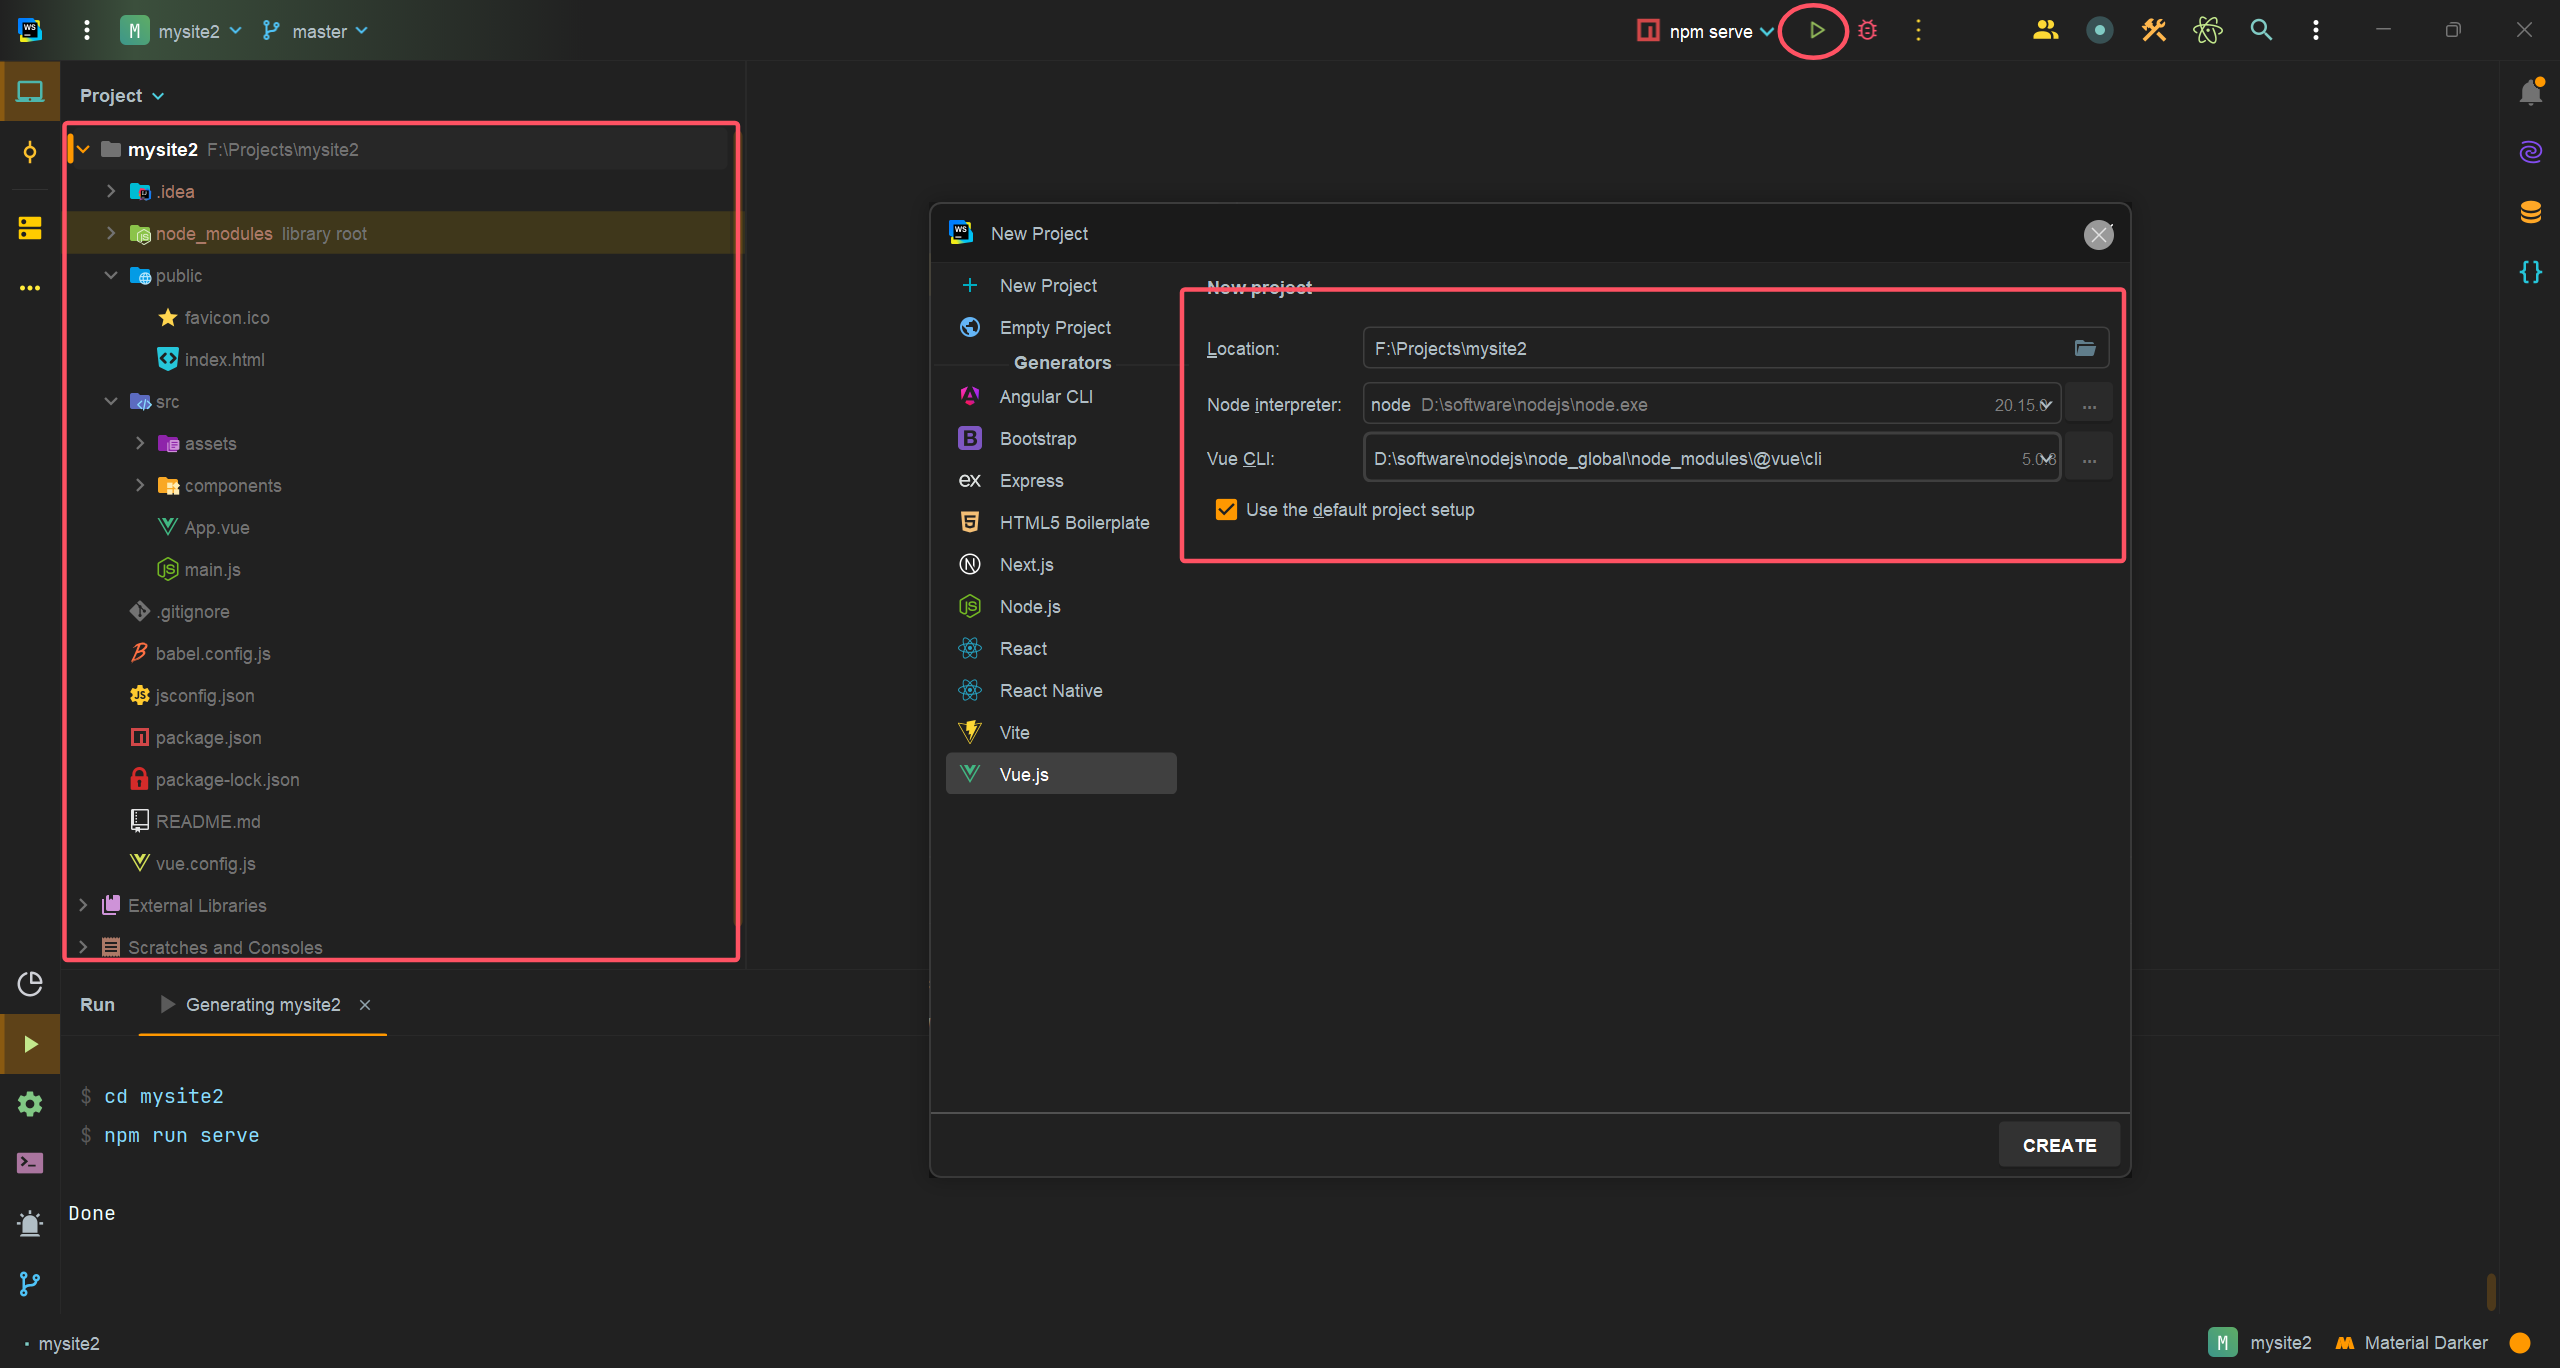 mysite2
master
npm serve
Project
mysite2 F:\Projects\mysite2
.idea
node_modules library root
public
favicon.ico
index.html
src
assets
components
App.vue
main.js
.gitignore
babel.config.js
jsconfig.json
package.json
package-lock.json
README.md
vue.config.js
External Libraries
Scratches and Consoles
New Project
New Project
Empty Project
Generators
Angular CLI
Bootstrap
Express
HTML5 Boilerplate
Next.js
Node.js
React
React Native
Vite
Vue.js
New project
Location: F:\Projects\mysite2
Node interpreter: node D:\software\nodejs\node.exe 20.15.0
Vue CLI: D:\software\nodejs\node_global\node_modules\@vue\cli 5.0.8
Use the default project setup
CREATE
Run Generating mysite2
$ cd mysite2
$ npm run serve
Done
mysite2
M mysite2 Material Darker